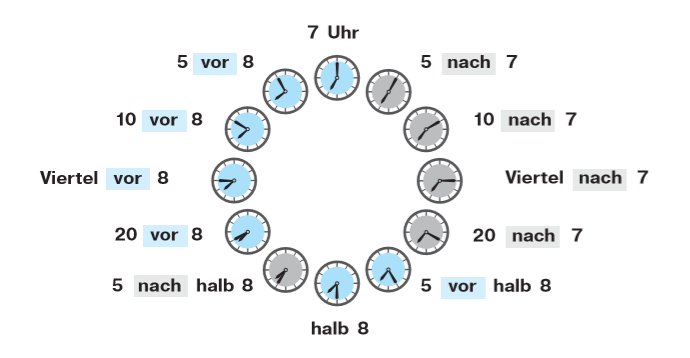 7 Uhr
5 vor 8
5 nach 7
10 vor 8
10 nach 7
Viertel vor 8
Viertel nach 7
20 vor 8
20 nach 7
5 nach halb 8
5 vor halb 8
halb 8